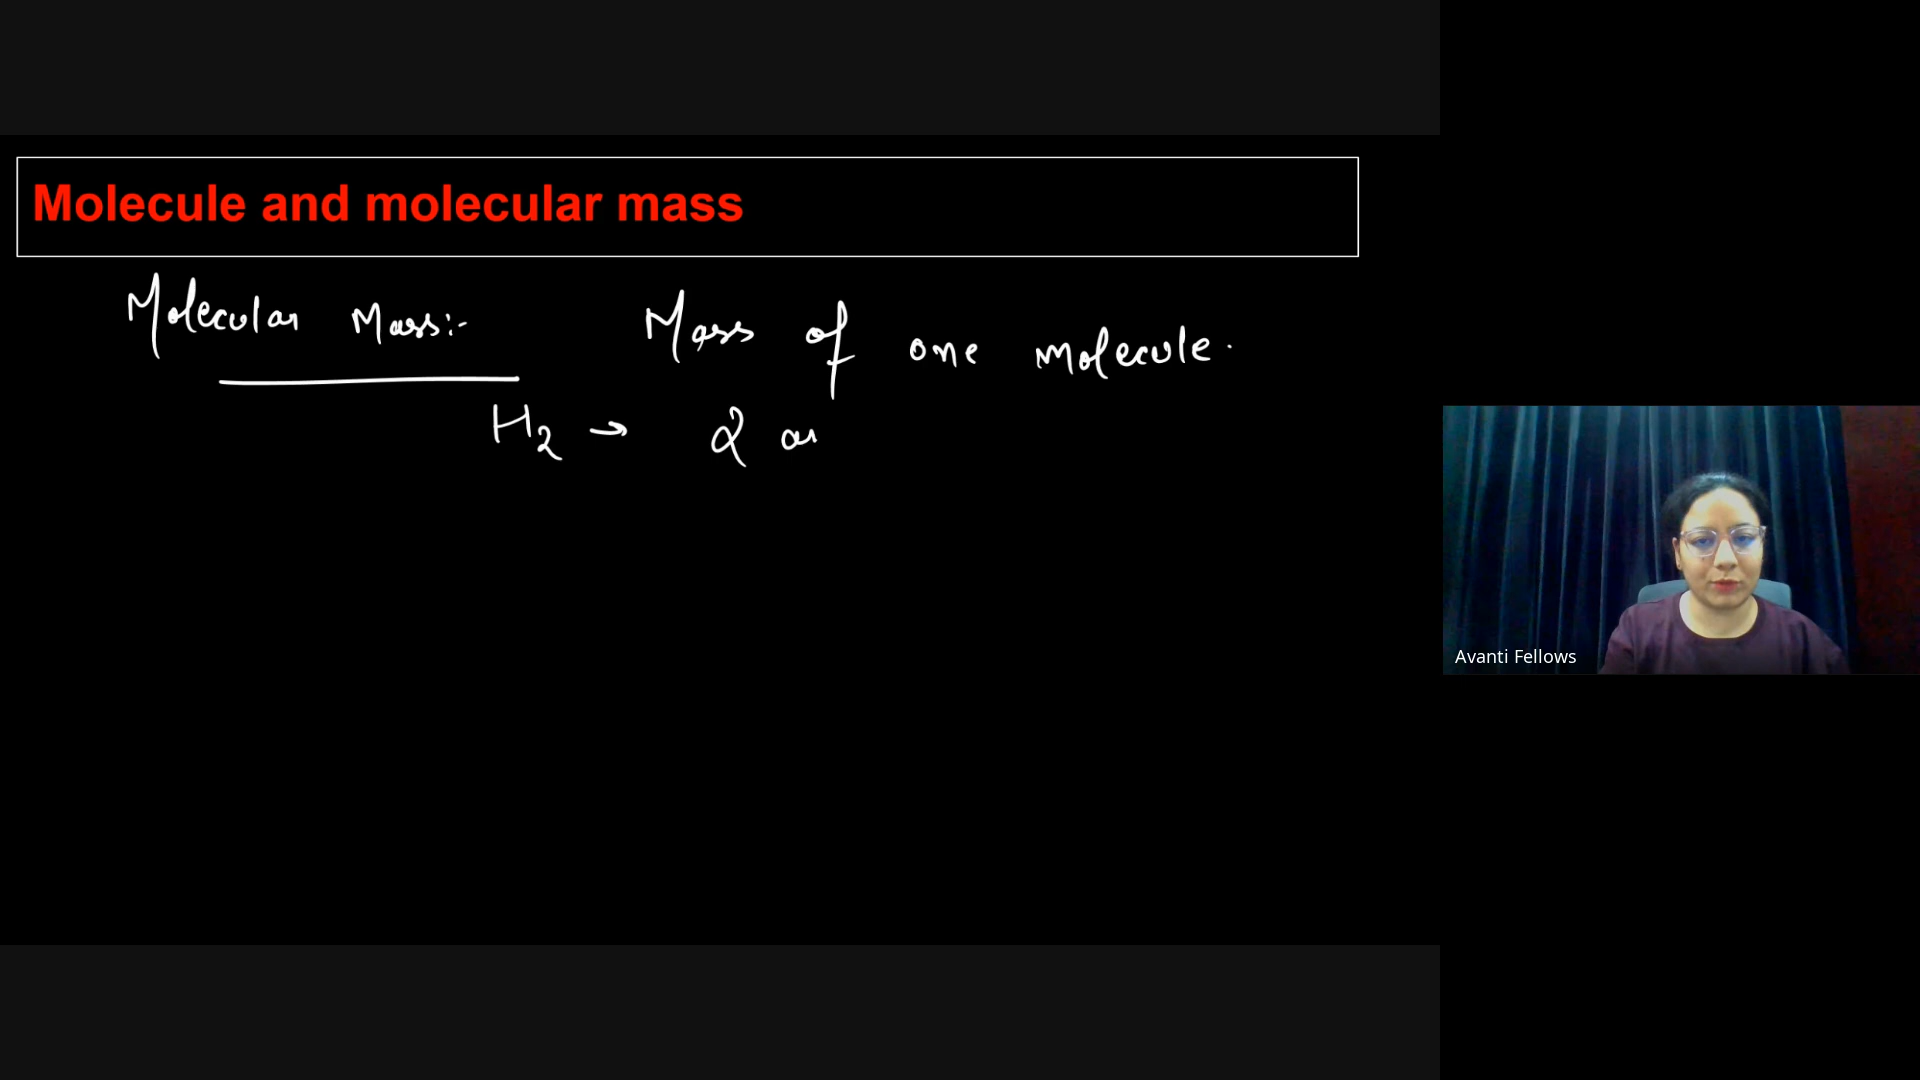 Molecule and molecular mass
Molecular Mass:- Mass of one molecule.
H2 → 2 a
Avanti Fellows